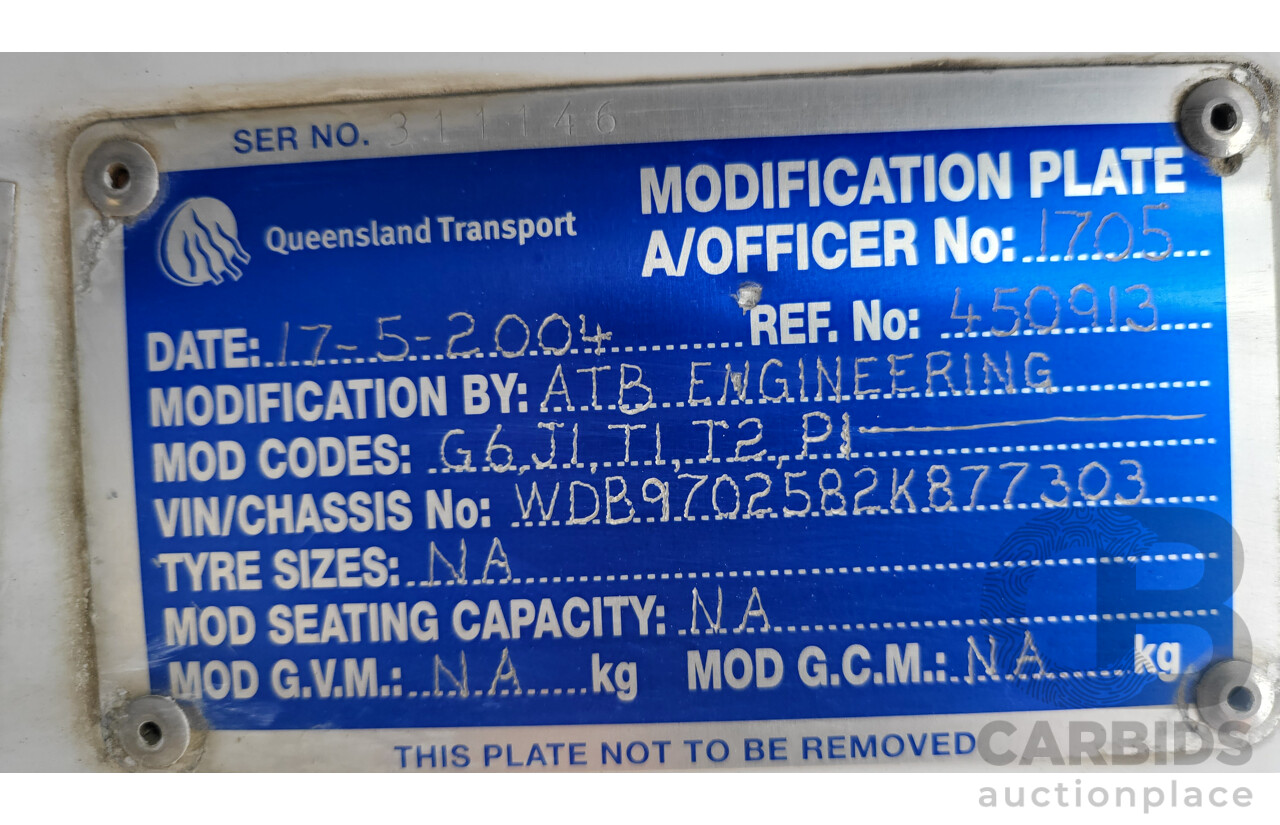 SER NO. 311146
Queensland Transport
MODIFICATION PLATE
A/OFFICER No: 1705
DATE: 17-5-2004
REF. No: 450913
MODIFICATION BY: ATB ENGINEERING
MOD CODES: G6, J1, T1, T2, P1
VIN/CHASSIS No: WDB9702582K877303
TYRE SIZES: NA
MOD SEATING CAPACITY: NA
MOD G.V.M.: NA kg MOD G.C.M.: NA kg
THIS PLATE NOT TO BE REMOVED
CARBIDS
auctionplace